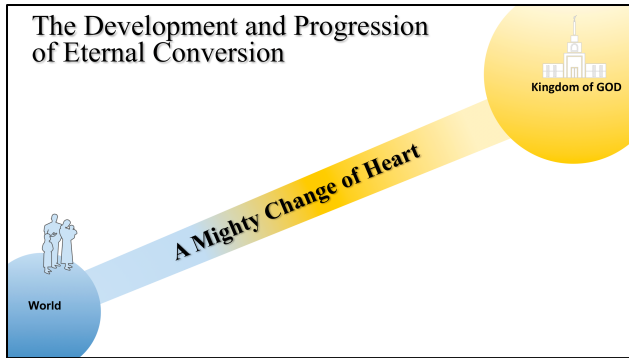 The Development and Progression
of Eternal Conversion
Kingdom of GOD
A Mighty Change of Heart
World